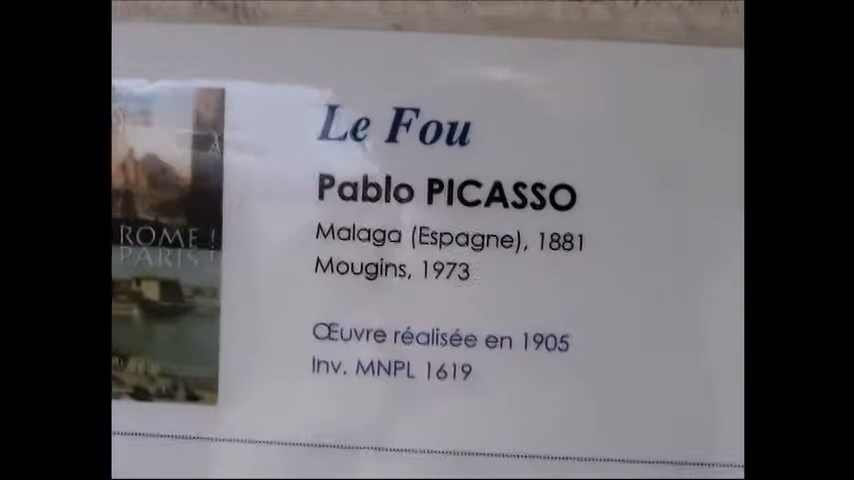 Le Fou
Pablo PICASSO
Malaga (Espagne), 1881
Mougins, 1973
Œuvre réalisée en 1905
Inv. MNPL 1619
ROME !
PARIS !